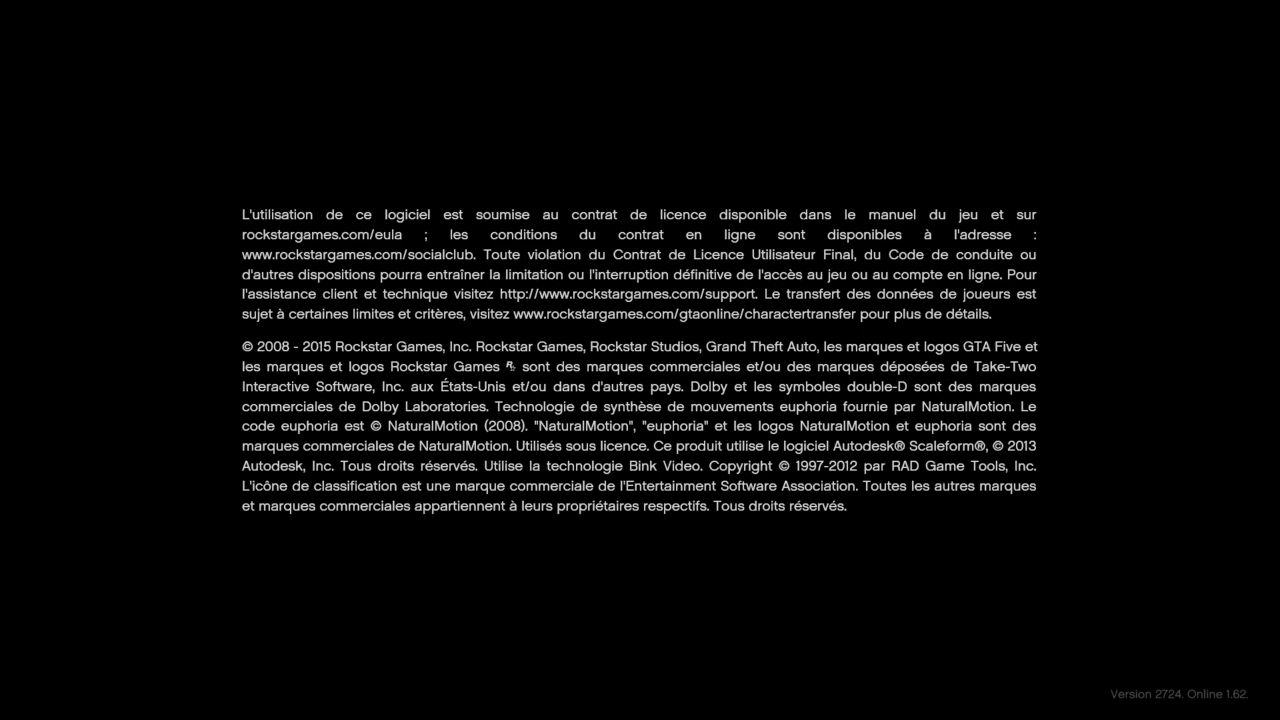 L'utilisation de ce logiciel est soumise au contrat de licence disponible dans le manuel du jeu et sur
rockstargames.com/eula ; les conditions du contrat en ligne sont disponibles à l'adresse :
www.rockstargames.com/socialclub. Toute violation du Contrat de Licence Utilisateur Final, du Code de conduite ou
d'autres dispositions pourra entraîner la limitation ou l'interruption définitive de l'accès au jeu ou au compte en ligne. Pour
l'assistance client et technique visitez http://www.rockstargames.com/support. Le transfert des données de joueurs est
sujet à certaines limites et critères, visitez www.rockstargames.com/gtaonline/charactertransfer pour plus de détails.
© 2008 - 2015 Rockstar Games, Inc. Rockstar Games, Rockstar Studios, Grand Theft Auto, les marques et logos GTA Five et
les marques et logos Rockstar Games R* sont des marques commerciales et/ou des marques déposées de Take-Two
Interactive Software, Inc. aux États-Unis et/ou dans d'autres pays. Dolby et les symboles double-D sont des marques
commerciales de Dolby Laboratories. Technologie de synthèse de mouvements euphoria fournie par NaturalMotion. Le
code euphoria est © NaturalMotion (2008). "NaturalMotion", "euphoria" et les logos NaturalMotion et euphoria sont des
marques commerciales de NaturalMotion. Utilisés sous licence. Ce produit utilise le logiciel Autodesk® Scaleform®, © 2013
Autodesk, Inc. Tous droits réservés. Utilise la technologie Bink Video. Copyright © 1997-2012 par RAD Game Tools, Inc.
L'icône de classification est une marque commerciale de l'Entertainment Software Association. Toutes les autres marques
et marques commerciales appartiennent à leurs propriétaires respectifs. Tous droits réservés.
Version 2724. Online 1.62.